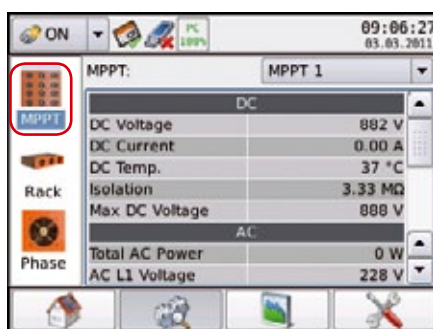 ON
PC
100%
09:06:27
03.03.2011
MPPT
Rack
Phase
MPPT: MPPT 1
DC
DC Voltage 882 V
DC Current 0.00 A
DC Temp. 37 °C
Isolation 3.33 MΩ
Max DC Voltage 888 V
AC
Total AC Power 0 W
AC L1 Voltage 228 V